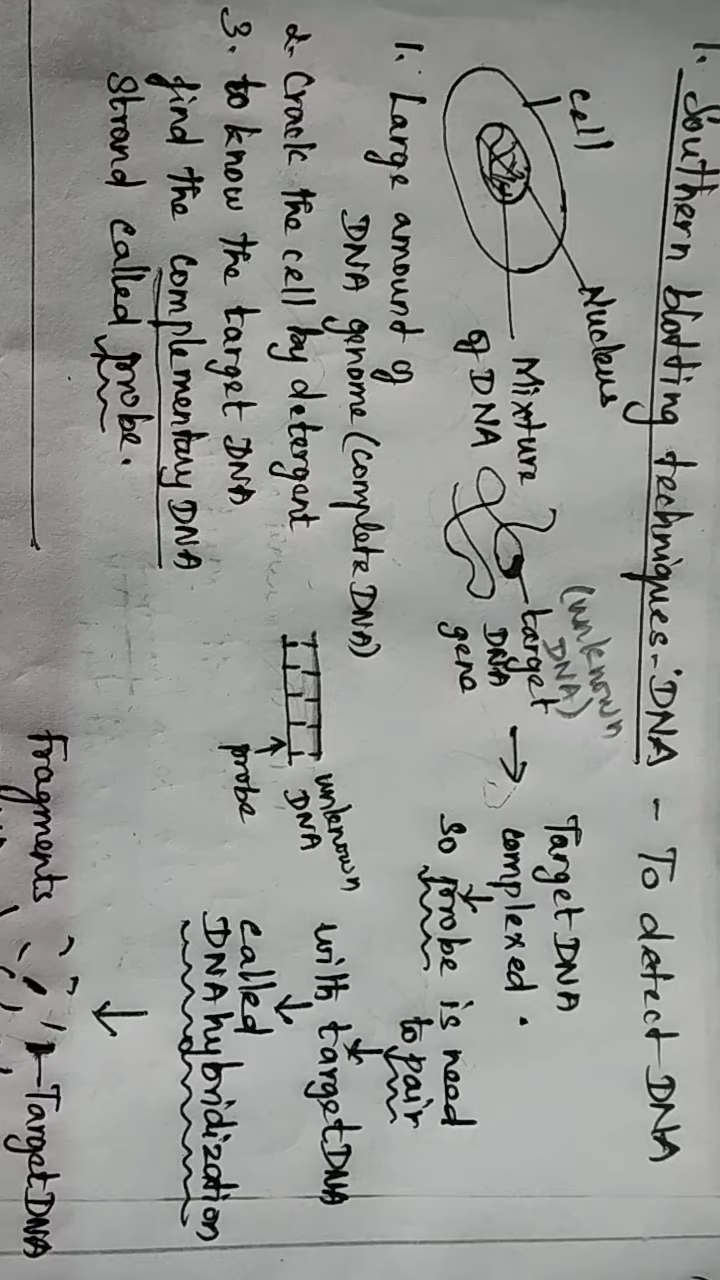 1. Southern blotting techniques - DNA - To detect DNA
cell
Nucleus
Mixture
of DNA
(unknown
DNA)
target
DNA
gene
→
Target DNA
complexed.
so probe is need
to pair
with target DNA
called
DNA hybridization
1. Large amount of
DNA genome (complete DNA)
2. Crack the cell by detergent
3. to know the target DNA
find the complementary DNA
strand called probe.
unknown
DNA
probe
Fragments
Target DNA